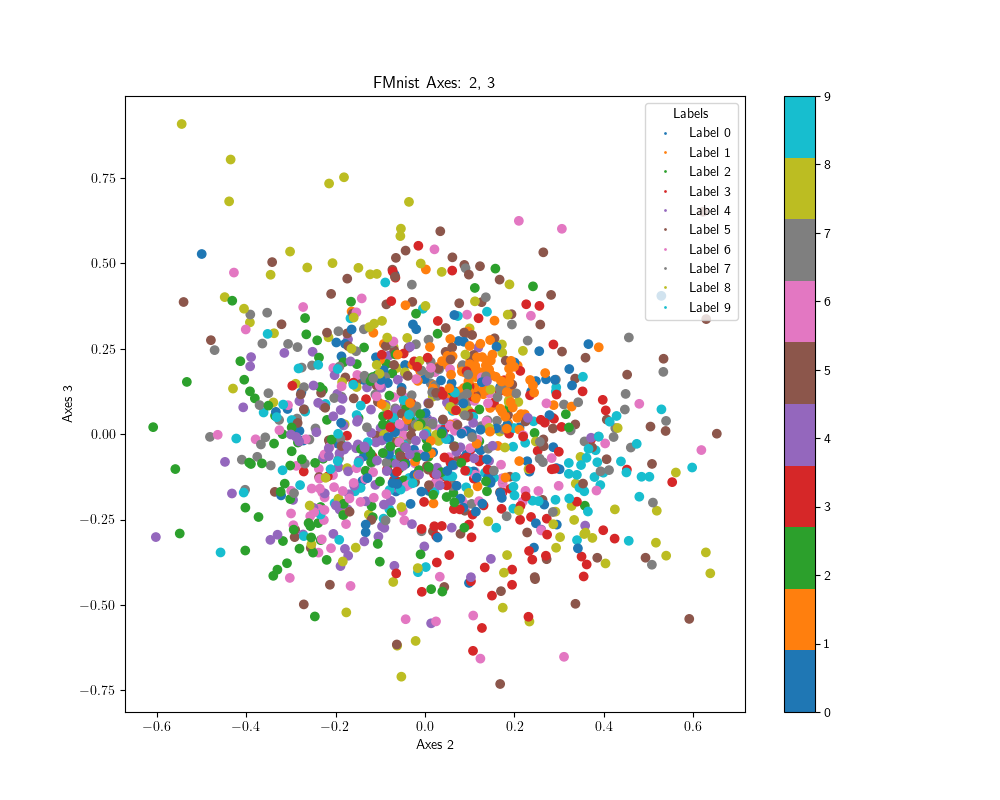 FMnist Axes: 2, 3
Labels
Label 0
Label 1
Label 2
Label 3
Label 4
Label 5
Label 6
Label 7
Label 8
Label 9
0.75
0.50
0.25
0.00
−0.25
−0.50
−0.75
Axes 3
−0.6 −0.4 −0.2 0.0 0.2 0.4 0.6
Axes 2
9
8
7
6
5
4
3
2
1
0